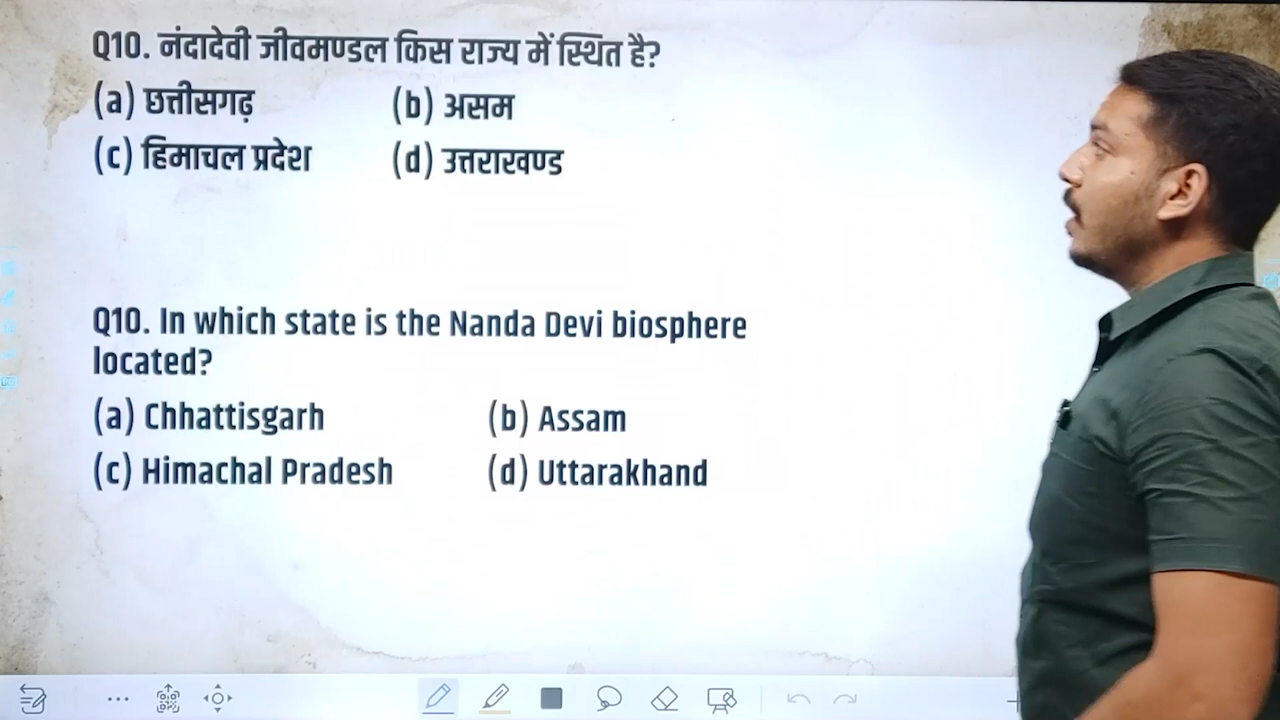 Q10. नंदादेवी जीवमण्डल किस राज्य में स्थित है?
(a) छत्तीसगढ़ (b) असम
(c) हिमाचल प्रदेश (d) उत्तराखण्ड
Q10. In which state is the Nanda Devi biosphere
located?
(a) Chhattisgarh (b) Assam
(c) Himachal Pradesh (d) Uttarakhand